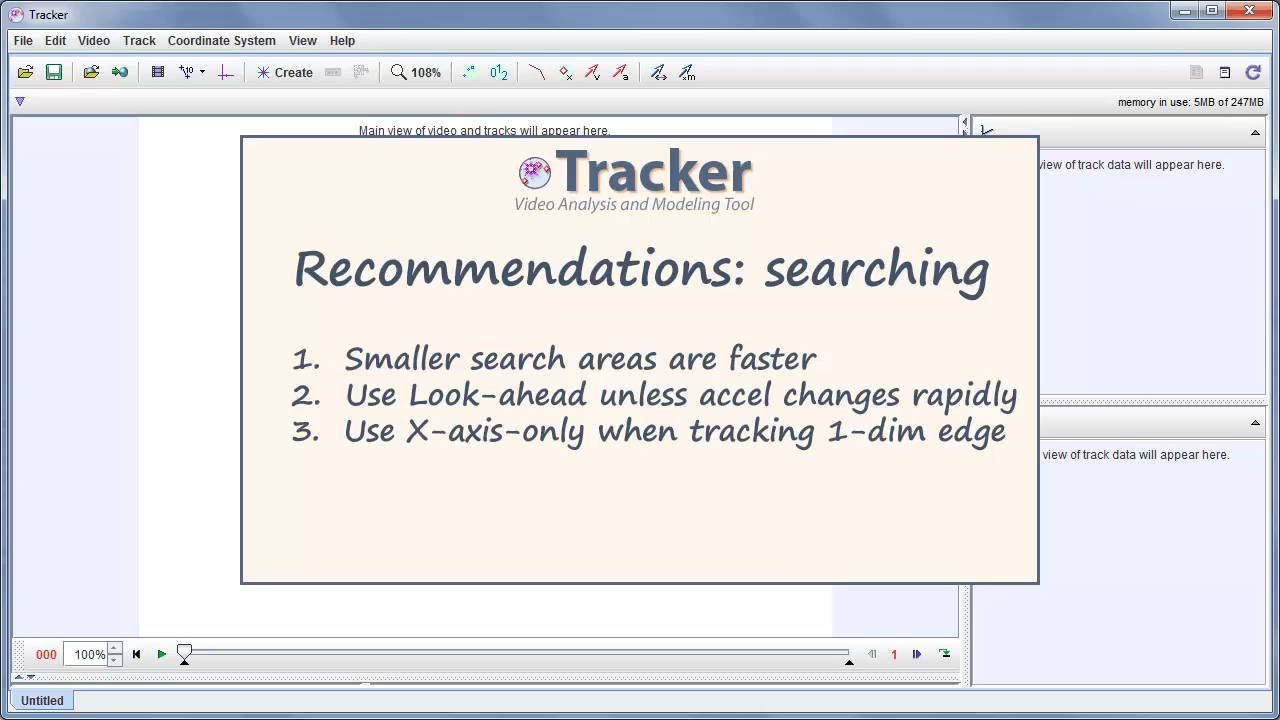 Tracker
File Edit Video Track Coordinate System View Help
Create 108%
memory in use: 5MB of 247MB
Main view of video and tracks will appear here.
view of track data will appear here.
Tracker
Video Analysis and Modeling Tool
Recommendations: searching
1. Smaller search areas are faster
2. Use Look-ahead unless accel changes rapidly
3. Use X-axis-only when tracking 1-dim edge
view of track data will appear here.
000 100% 1
Untitled